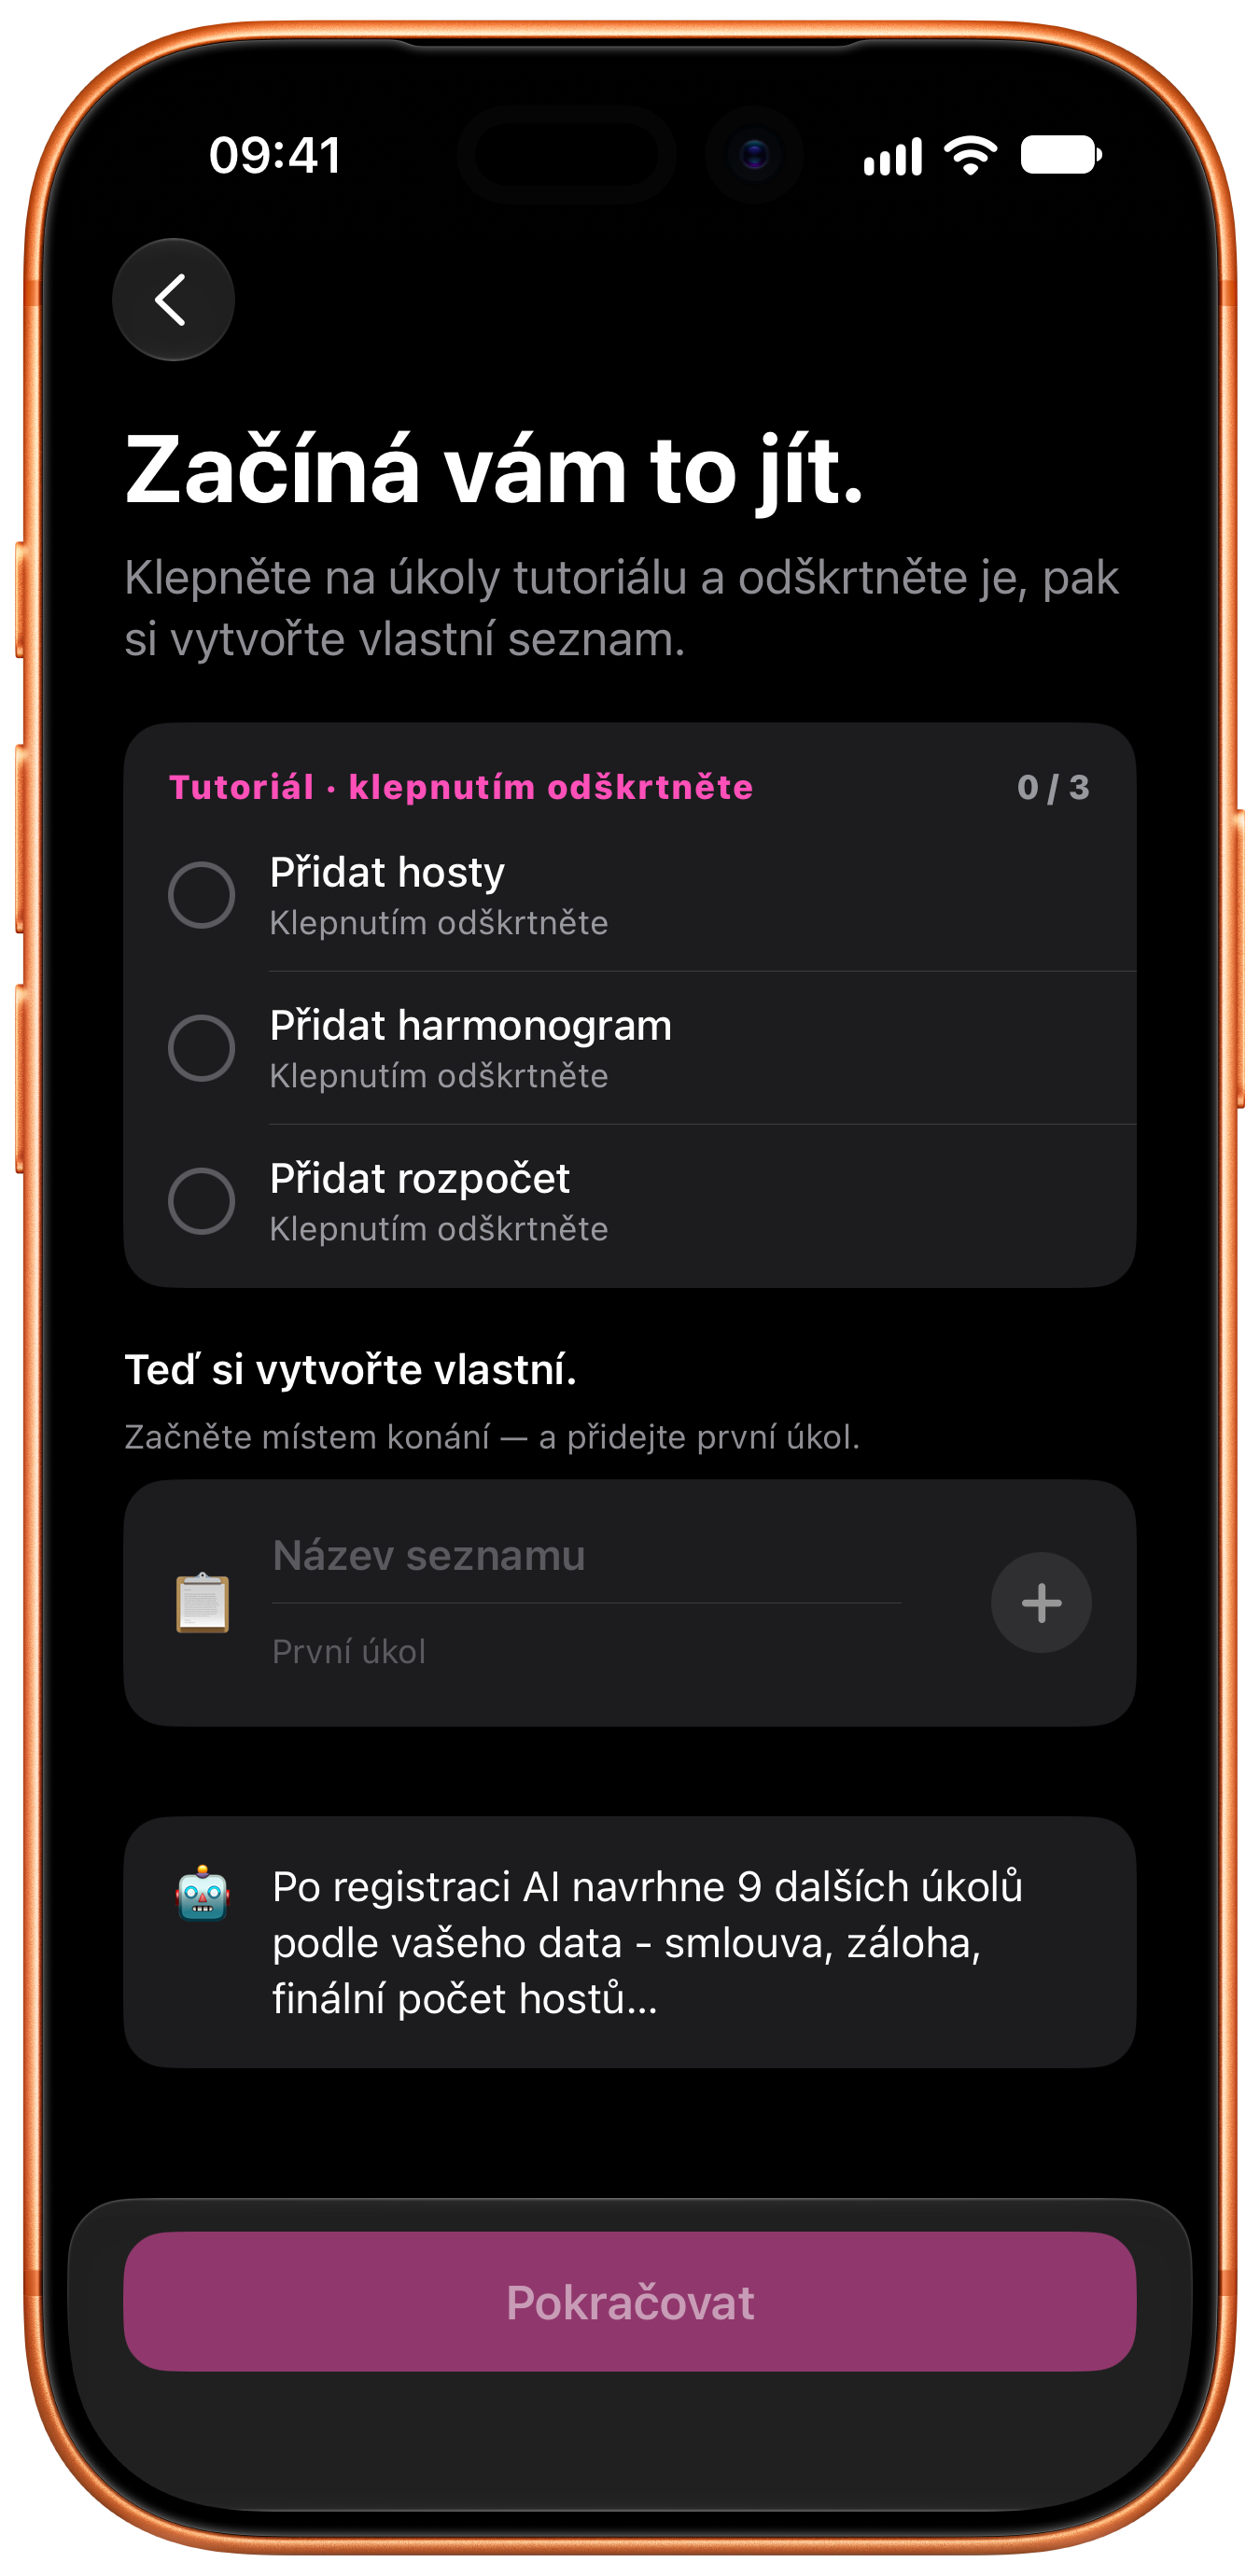 09:41
Začíná vám to jít.
Klepněte na úkoly tutoriálu a odškrtněte je, pak
si vytvořte vlastní seznam.
Tutoriál · klepnutím odškrtněte 0 / 3
Přidat hosty
Klepnutím odškrtněte
Přidat harmonogram
Klepnutím odškrtněte
Přidat rozpočet
Klepnutím odškrtněte
Teď si vytvořte vlastní.
Začněte místem konání — a přidejte první úkol.
Název seznamu
První úkol
Po registraci AI navrhne 9 dalších úkolů
podle vašeho data - smlouva, záloha,
finální počet hostů...
Pokračovat